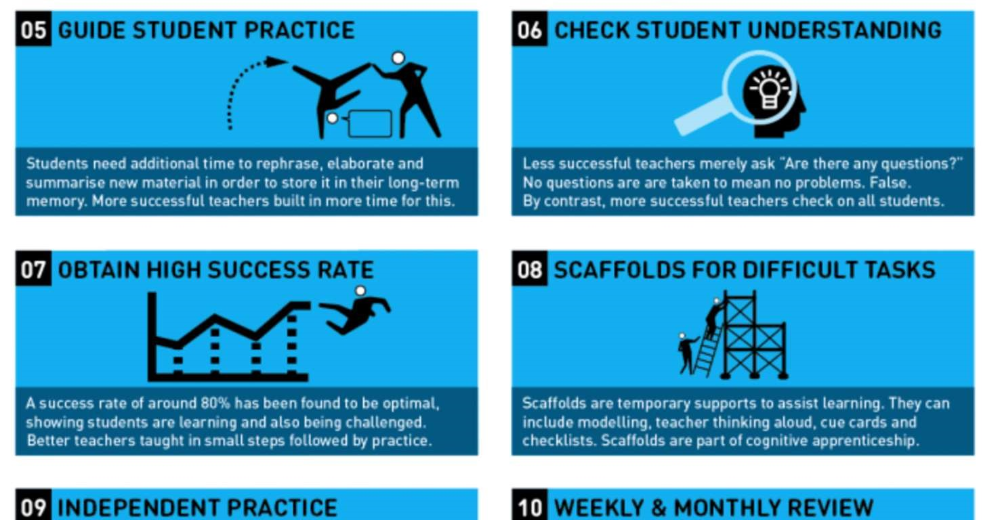 05 GUIDE STUDENT PRACTICE
Students need additional time to rephrase, elaborate and
summarise new material in order to store it in their long-term
memory. More successful teachers built in more time for this.
06 CHECK STUDENT UNDERSTANDING
Less successful teachers merely ask "Are there any questions?"
No questions are are taken to mean no problems. False.
By contrast, more successful teachers check on all students.
07 OBTAIN HIGH SUCCESS RATE
A success rate of around 80% has been found to be optimal,
showing students are learning and also being challenged.
Better teachers taught in small steps followed by practice.
08 SCAFFOLDS FOR DIFFICULT TASKS
Scaffolds are temporary supports to assist learning. They can
include modelling, teacher thinking aloud, cue cards and
checklists. Scaffolds are part of cognitive apprenticeship.
09 INDEPENDENT PRACTICE
10 WEEKLY & MONTHLY REVIEW